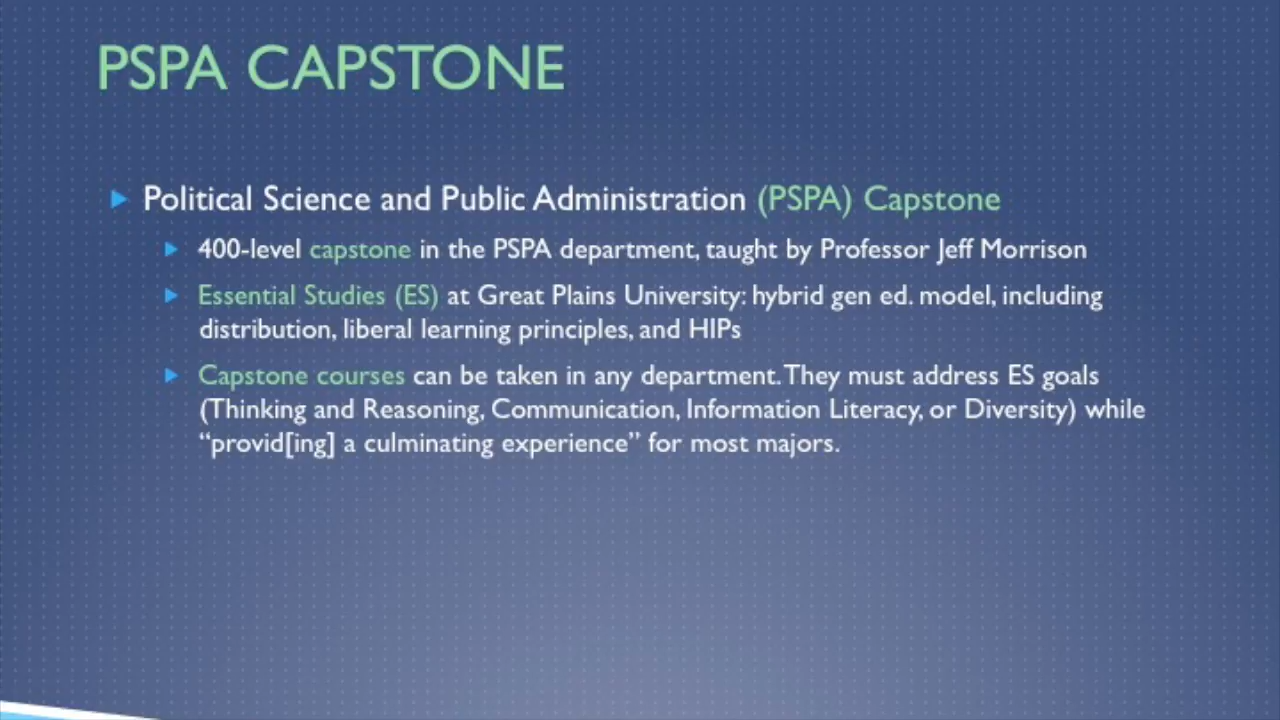 PSPA CAPSTONE
Political Science and Public Administration (PSPA) Capstone
400-level capstone in the PSPA department, taught by Professor Jeff Morrison
Essential Studies (ES) at Great Plains University: hybrid gen ed. model, including
distribution, liberal learning principles, and HIPs
Capstone courses can be taken in any department. They must address ES goals
(Thinking and Reasoning, Communication, Information Literacy, or Diversity) while
“provid[ing] a culminating experience” for most majors.